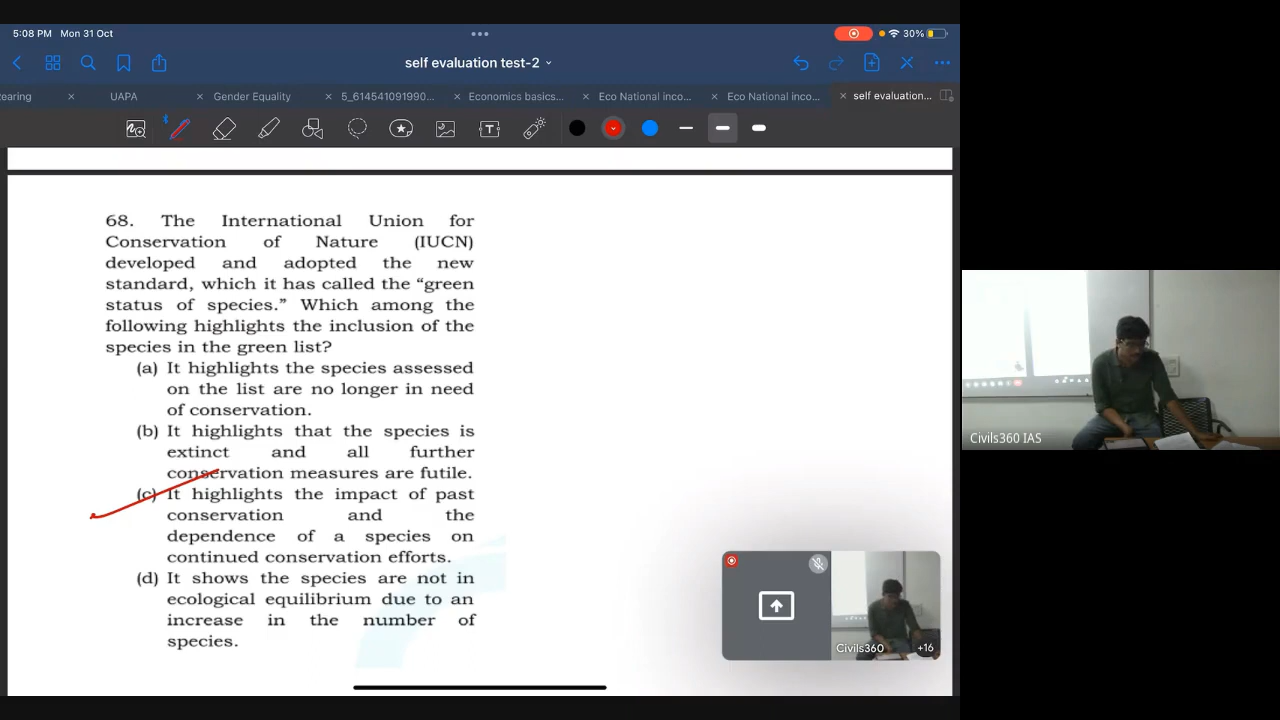 5:08 PM Mon 31 Oct
30%
self evaluation test-2
earing
UAPA
Gender Equality
5_614541091990...
Economics basics...
Eco National inco...
Eco National inco...
self evaluation...
68. The International Union for
Conservation of Nature (IUCN)
developed and adopted the new
standard, which it has called the “green
status of species.” Which among the
following highlights the inclusion of the
species in the green list?
(a) It highlights the species assessed
on the list are no longer in need
of conservation.
(b) It highlights that the species is
extinct and all further
conservation measures are futile.
(c) It highlights the impact of past
conservation and the
dependence of a species on
continued conservation efforts.
(d) It shows the species are not in
ecological equilibrium due to an
increase in the number of
species.
Civils360
+16
Civils360 IAS